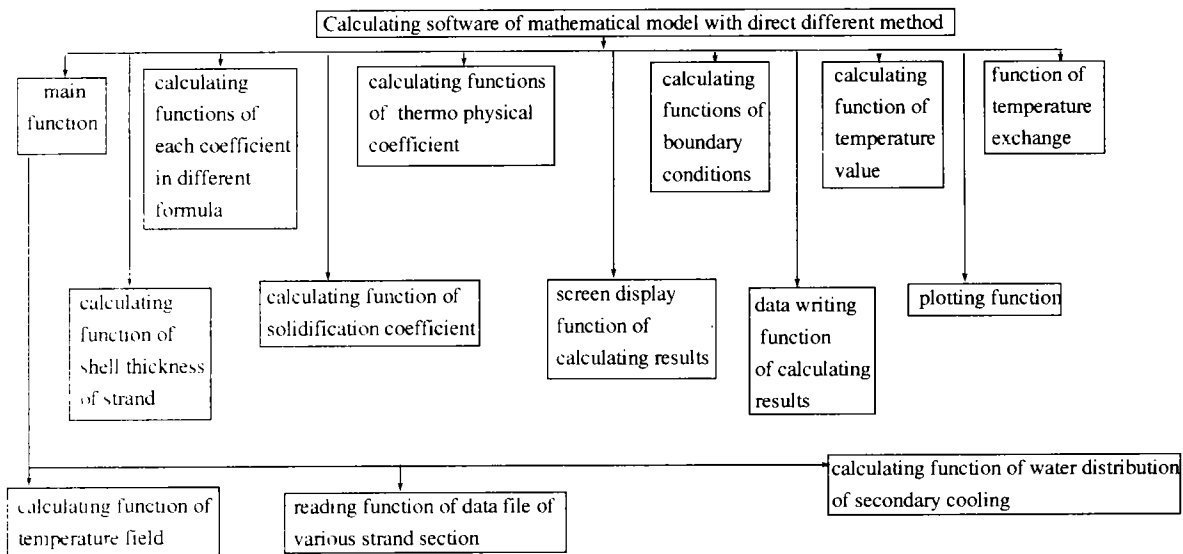 Calculating software of mathematical model with direct different method
main
function
calculating
functions of
each coefficient
in different
formula
calculating functions
of thermo physical
coefficient
calculating
functions of
boundary
conditions
calculating
function of
temperature
value
function of
temperature
exchange
calculating
function of
shell thickness
of strand
calculating function of
solidification coefficient
screen display
function of
calculating results
data writing
function
of calculating
results
plotting function
calculating function of
temperature field
reading function of data file of
various strand section
calculating function of water distribution
of secondary cooling